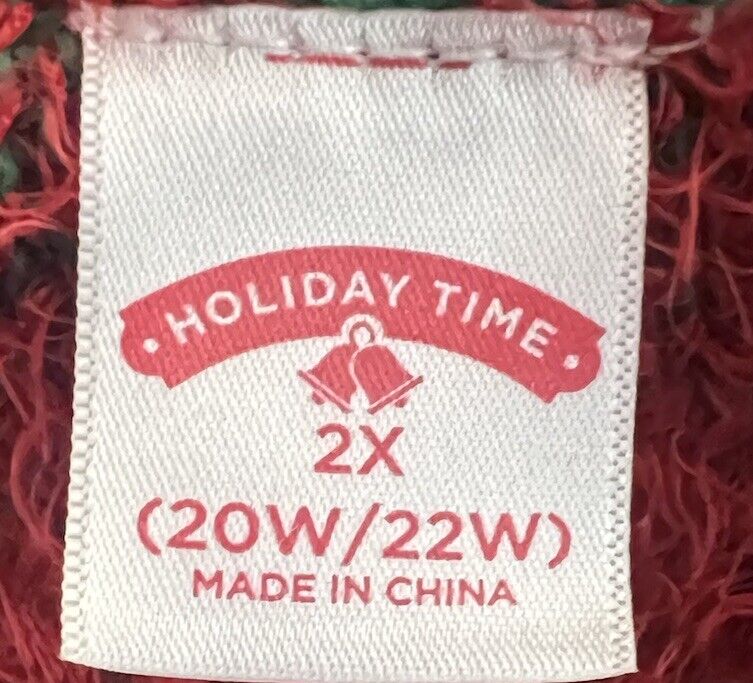 • HOLIDAY TIME •
2X
(20W/22W)
MADE IN CHINA